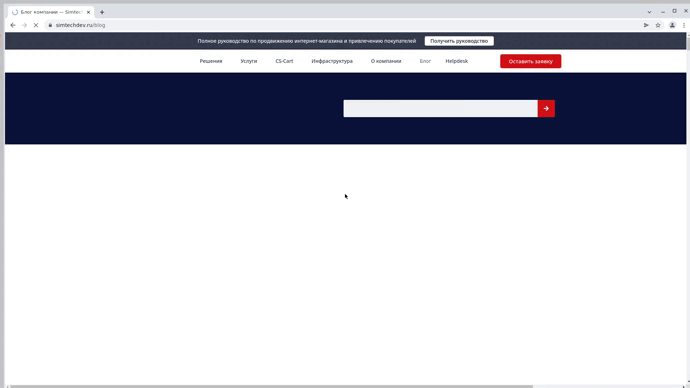 Блог компании — Simtec
simtechdev.ru/blog
Полное руководство по продвижению интернет-магазина и привлечению покупателей Получить руководство
Решения Услуги CS-Cart Инфраструктура О компании Блог Helpdesk Оставить заявку